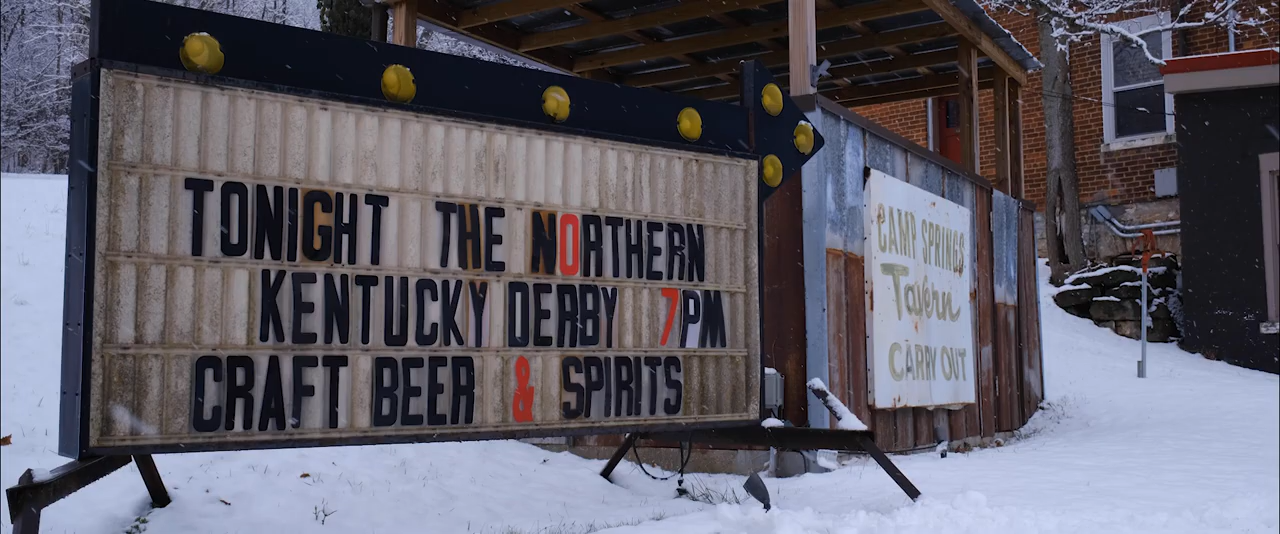 TONIGHT THE NORTHERN
KENTUCKY DERBY 7PM
CRAFT BEER & SPIRITS
CAMP SPRINGS
Tavern
CARRY OUT